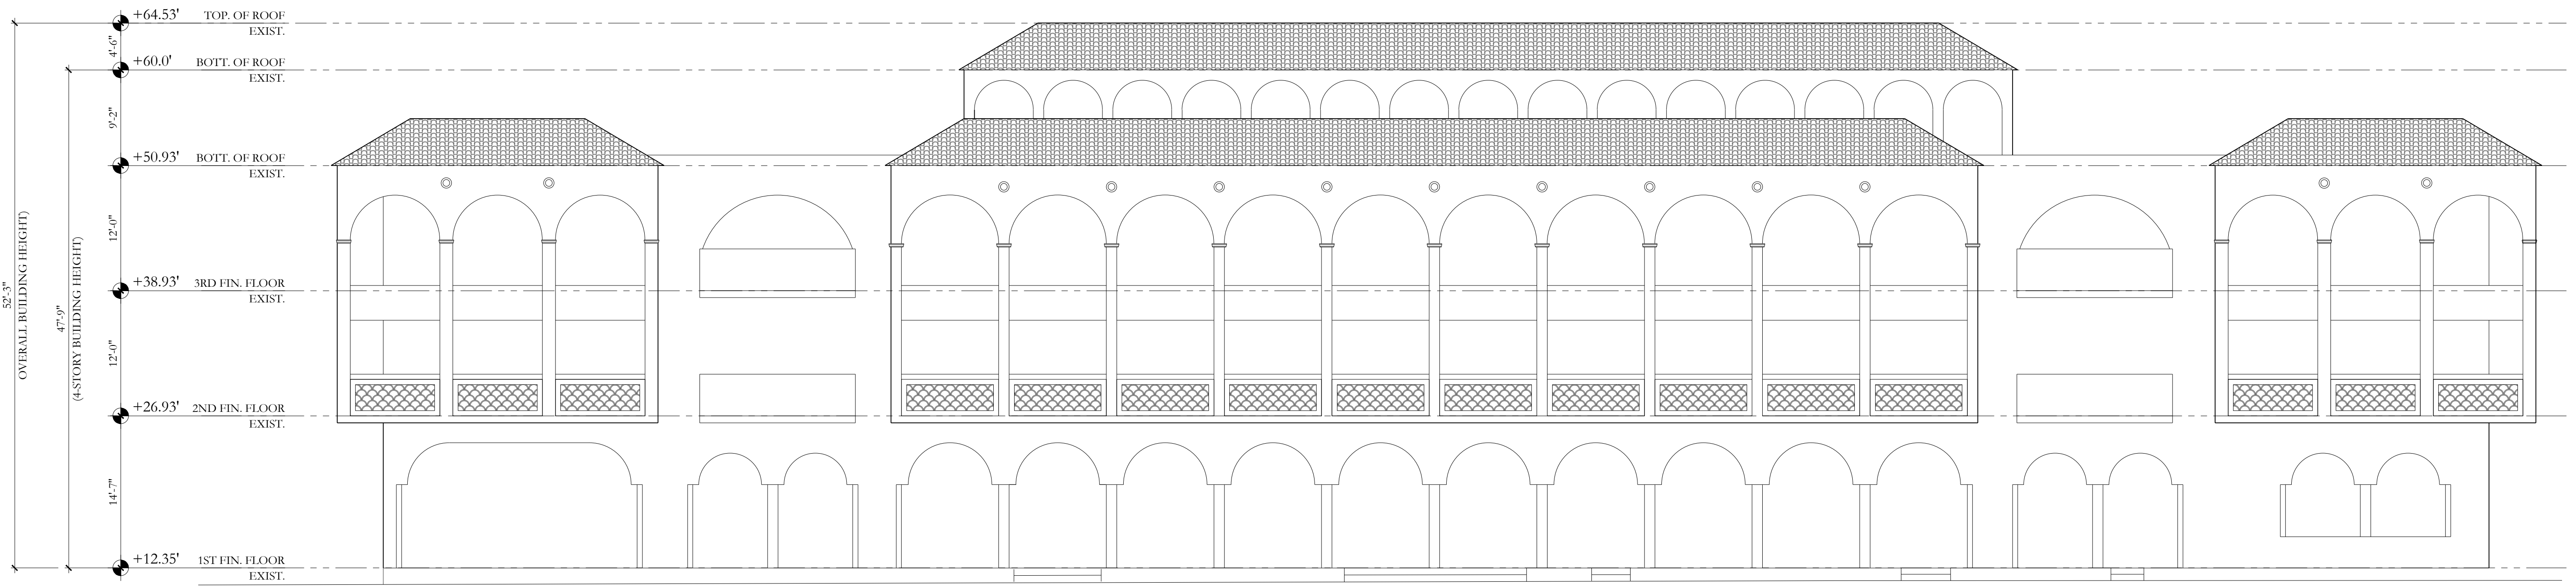 +64.53' TOP. OF ROOF
EXIST.
4'-6"
+60.0' BOTT. OF ROOF
EXIST.
9'-2"
+50.93' BOTT. OF ROOF
EXIST.
12'-0"
+38.93' 3RD FIN. FLOOR
EXIST.
12'-0"
+26.93' 2ND FIN. FLOOR
EXIST.
14'-7"
+12.35' 1ST FIN. FLOOR
EXIST.
52'-3"
OVERALL BUILDING HEIGHT)
47'-9"
(4-STORY BUILDING HEIGHT)